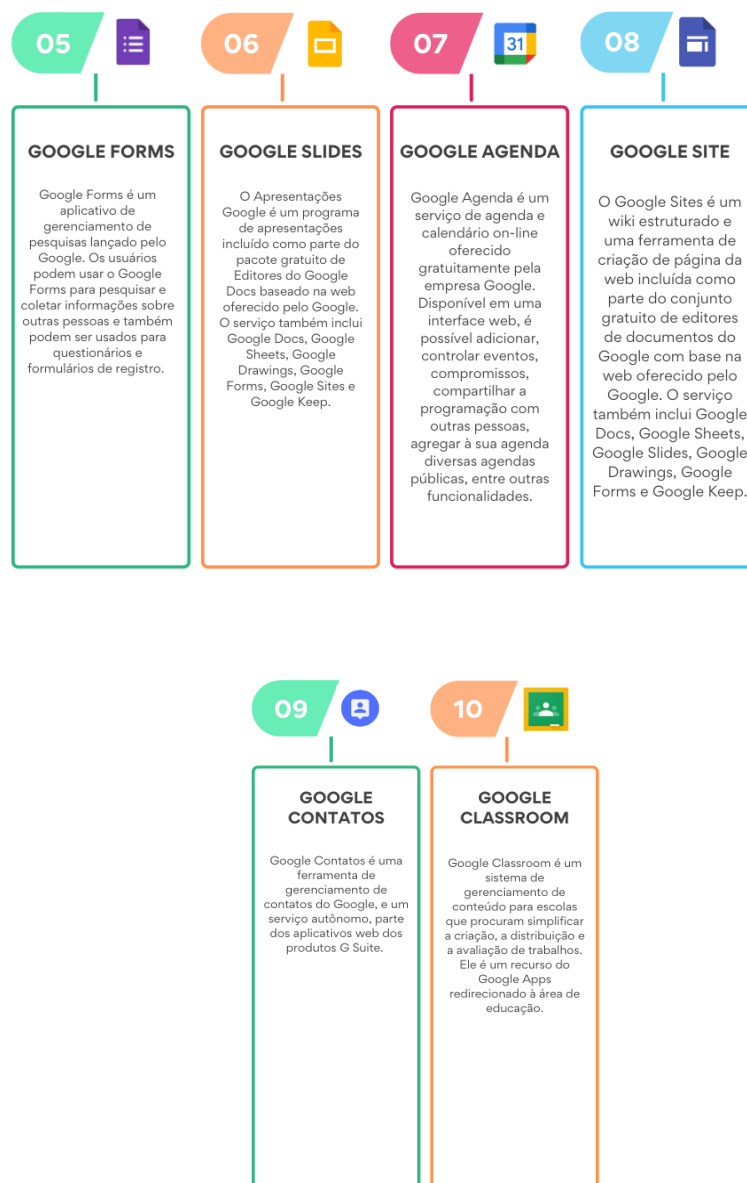 05
06
07
31
08
GOOGLE FORMS
Google Forms é um
aplicativo de
gerenciamento de
pesquisas lançado pelo
Google. Os usuários
podem usar o Google
Forms para pesquisar e
coletar informações sobre
outras pessoas e também
podem ser usados para
questionários e
formulários de registro.
GOOGLE SLIDES
O Apresentações
Google é um programa
de apresentações
incluído como parte do
pacote gratuito de
Editores do Google
Docs baseado na web
oferecido pelo Google.
O serviço também inclui
Google Docs, Google
Sheets, Google
Drawings, Google
Forms, Google Sites e
Google Keep.
GOOGLE AGENDA
Google Agenda é um
serviço de agenda e
calendário on-line
oferecido
gratuitamente pela
empresa Google.
Disponível em uma
interface web, é
possível adicionar,
controlar eventos,
compromissos,
compartilhar a
programação com
outras pessoas,
agregar à sua agenda
diversas agendas
públicas, entre outras
funcionalidades.
GOOGLE SITE
O Google Sites é um
wiki estruturado e
uma ferramenta de
criação de página da
web incluída como
parte do conjunto
gratuito de editores
de documentos do
Google com base na
web oferecido pelo
Google. O serviço
também inclui Google
Docs, Google Sheets,
Google Slides, Google
Drawings, Google
Forms e Google Keep.
09
10
GOOGLE
CONTATOS
Google Contatos é uma
ferramenta de
gerenciamento de
contatos do Google, e um
serviço autônomo, parte
dos aplicativos web dos
produtos G Suite.
GOOGLE
CLASSROOM
Google Classroom é um
sistema de
gerenciamento de
conteúdo para escolas
que procuram simplificar
a criação, a distribuição e
a avaliação de trabalhos.
Ele é um recurso do
Google Apps
redirecionado à área de
educação.